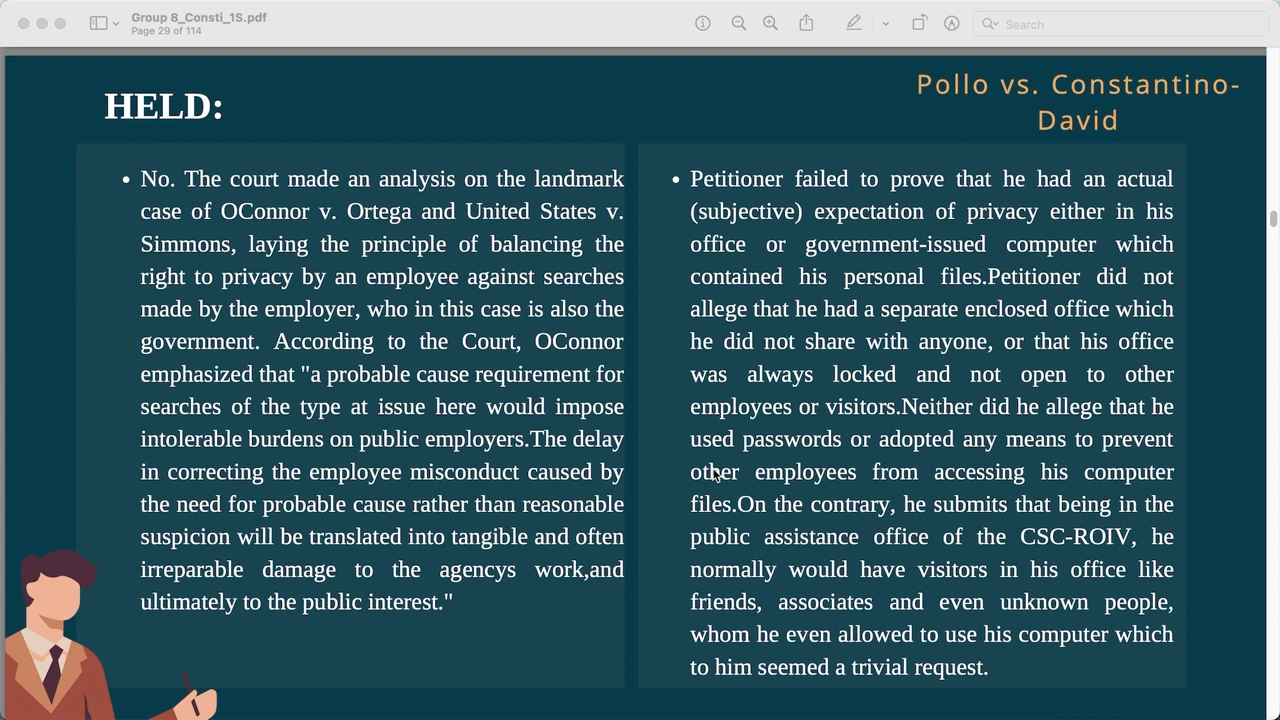 Group 8_Consti_1S.pdf
Page 29 of 114
Search
Pollo vs. Constantino-
David
HELD:
• No. The court made an analysis on the landmark
case of OConnor v. Ortega and United States v.
Simmons, laying the principle of balancing the
right to privacy by an employee against searches
made by the employer, who in this case is also the
government. According to the Court, OConnor
emphasized that "a probable cause requirement for
searches of the type at issue here would impose
intolerable burdens on public employers.The delay
in correcting the employee misconduct caused by
the need for probable cause rather than reasonable
suspicion will be translated into tangible and often
irreparable damage to the agencys work,and
ultimately to the public interest."
• Petitioner failed to prove that he had an actual
(subjective) expectation of privacy either in his
office or government-issued computer which
contained his personal files.Petitioner did not
allege that he had a separate enclosed office which
he did not share with anyone, or that his office
was always locked and not open to other
employees or visitors.Neither did he allege that he
used passwords or adopted any means to prevent
other employees from accessing his computer
files.On the contrary, he submits that being in the
public assistance office of the CSC-ROIV, he
normally would have visitors in his office like
friends, associates and even unknown people,
whom he even allowed to use his computer which
to him seemed a trivial request.